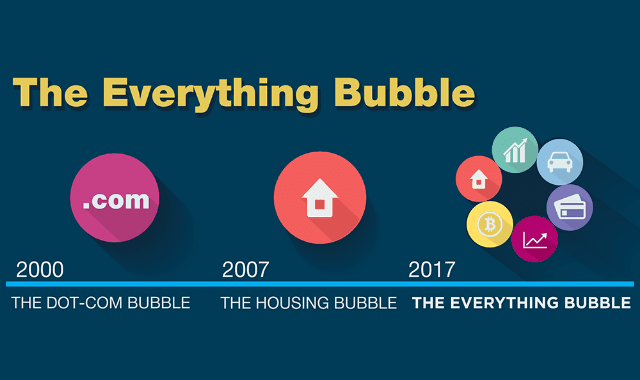 The Everything Bubble
.com
2000
2007
2017
THE DOT-COM BUBBLE
THE HOUSING BUBBLE
THE EVERYTHING BUBBLE